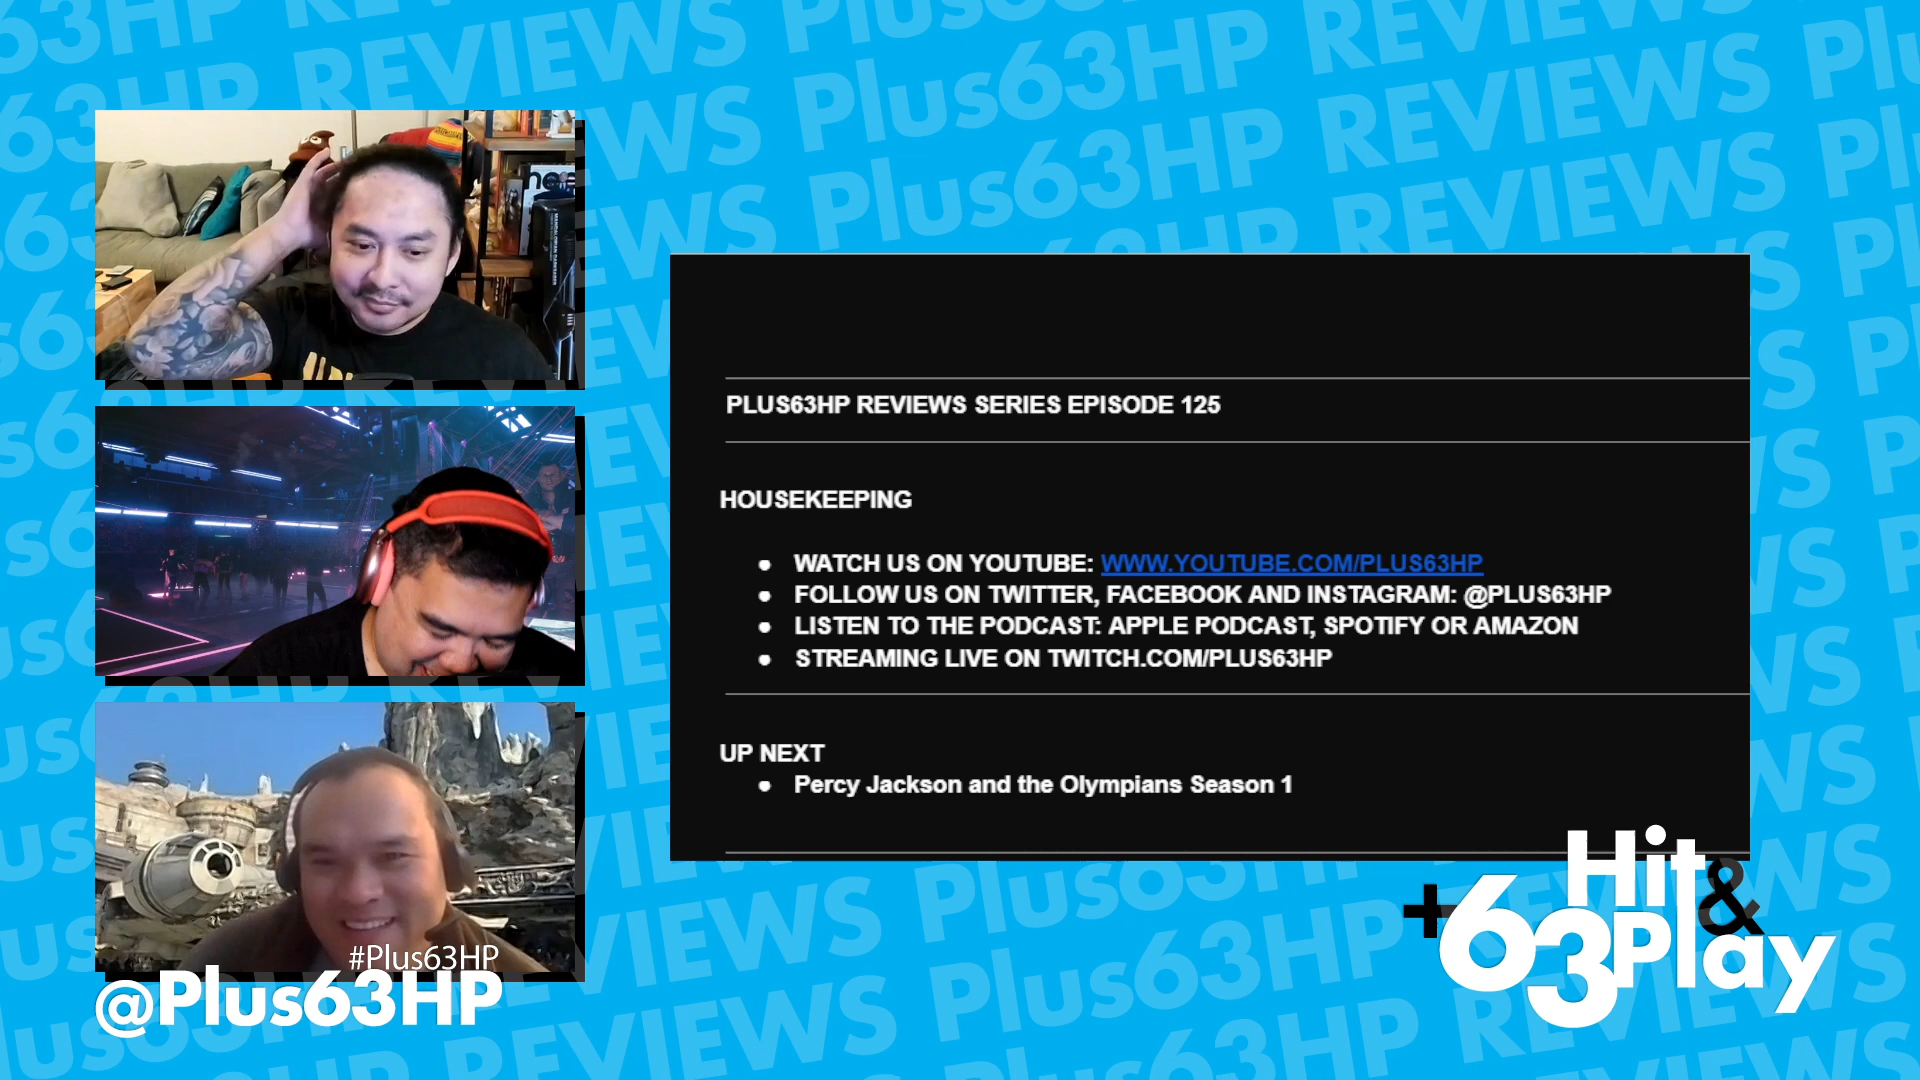 Plus63HP REVIEWS
PLUS63HP REVIEWS SERIES EPISODE 125
HOUSEKEEPING
● WATCH US ON YOUTUBE: WWW.YOUTUBE.COM/PLUS63HP
● FOLLOW US ON TWITTER, FACEBOOK AND INSTAGRAM: @PLUS63HP
● LISTEN TO THE PODCAST: APPLE PODCAST, SPOTIFY OR AMAZON
● STREAMING LIVE ON TWITCH.COM/PLUS63HP
UP NEXT
● Percy Jackson and the Olympians Season 1
#Plus63HP
@Plus63HP
+63 Hit & Play